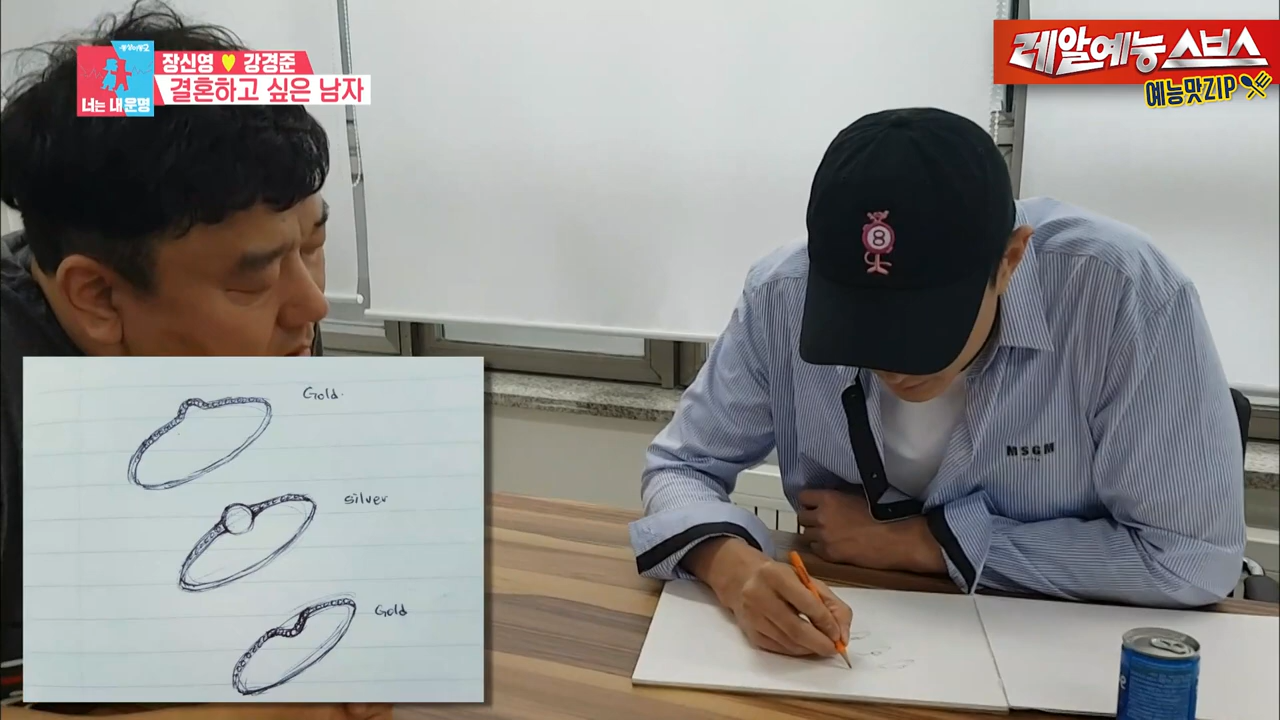 동상이몽2
너는 내 운명
장신영 강경준
결혼하고 싶은 남자
레알예능 스브스
예능맛ZIP
8
MSGM
Gold.
silver
Gold